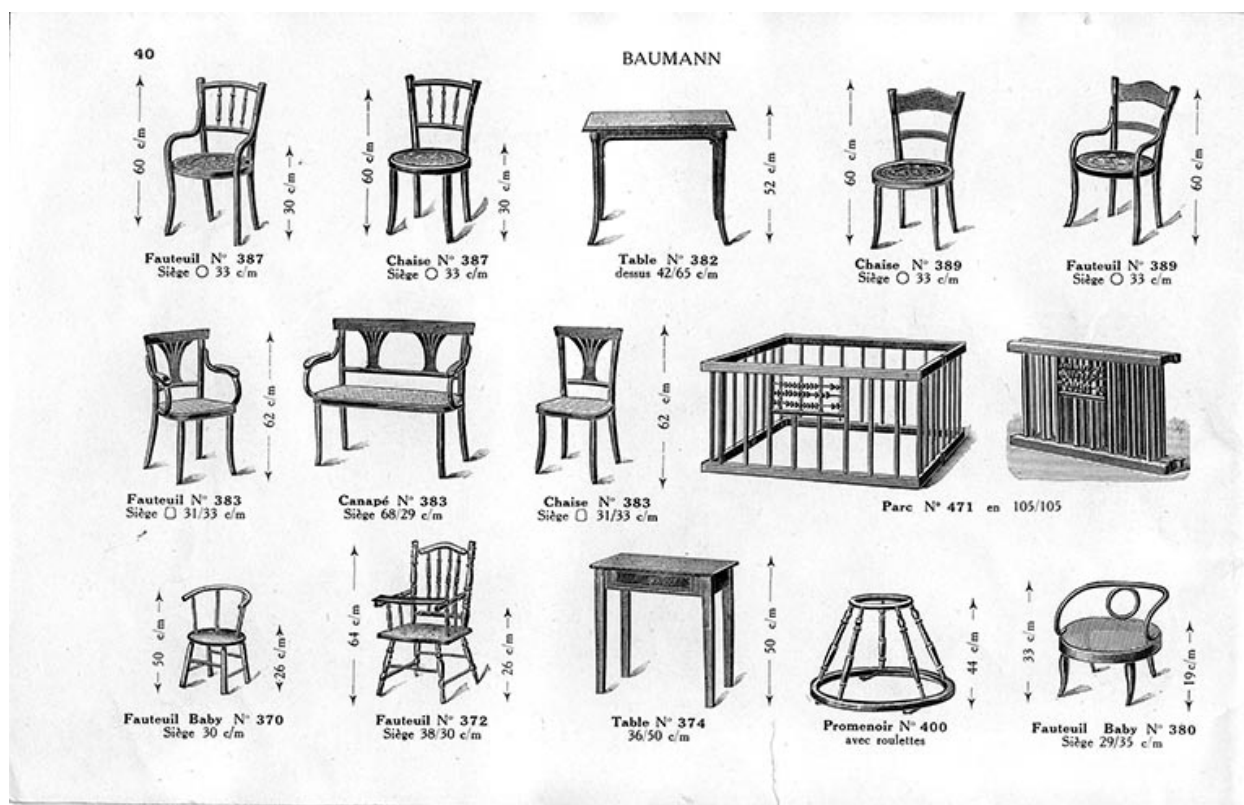 40
BAUMANN
60 c/m
30 c/m
60 c/m
30 c/m
52 c/m
60 c/m
60 c/m
Fauteuil N° 387
Siège ○ 33 c/m
Chaise N° 387
Siège ○ 33 c/m
Table N° 382
dessus 42/65 c/m
Chaise N° 389
Siège ○ 33 c/m
Fauteuil N° 389
Siège ○ 33 c/m
62 c/m
62 c/m
Fauteuil N° 383
Siège ▢ 31/33 c/m
Canapé N° 383
Siège 68/29 c/m
Chaise N° 383
Siège ▢ 31/33 c/m
Parc N° 471 en 105/105
50 c/m
26 c/m
64 c/m
26 c/m
50 c/m
44 c/m
33 c/m
19 c/m
Fauteuil Baby N° 370
Siège 30 c/m
Fauteuil N° 372
Siège 38/30 c/m
Table N° 374
36/50 c/m
Promenoir N° 400
avec roulettes
Fauteuil Baby N° 380
Siège 29/35 c/m